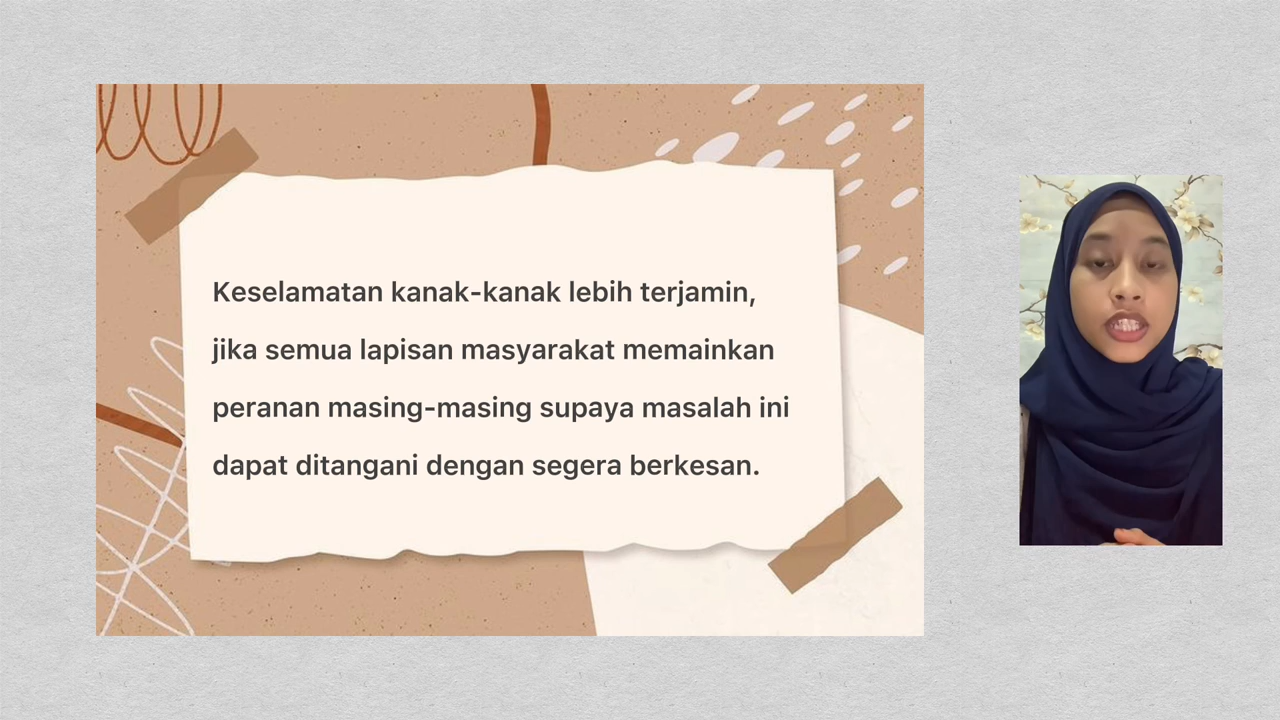 Keselamatan kanak-kanak lebih terjamin,
jika semua lapisan masyarakat memainkan
peranan masing-masing supaya masalah ini
dapat ditangani dengan segera berkesan.